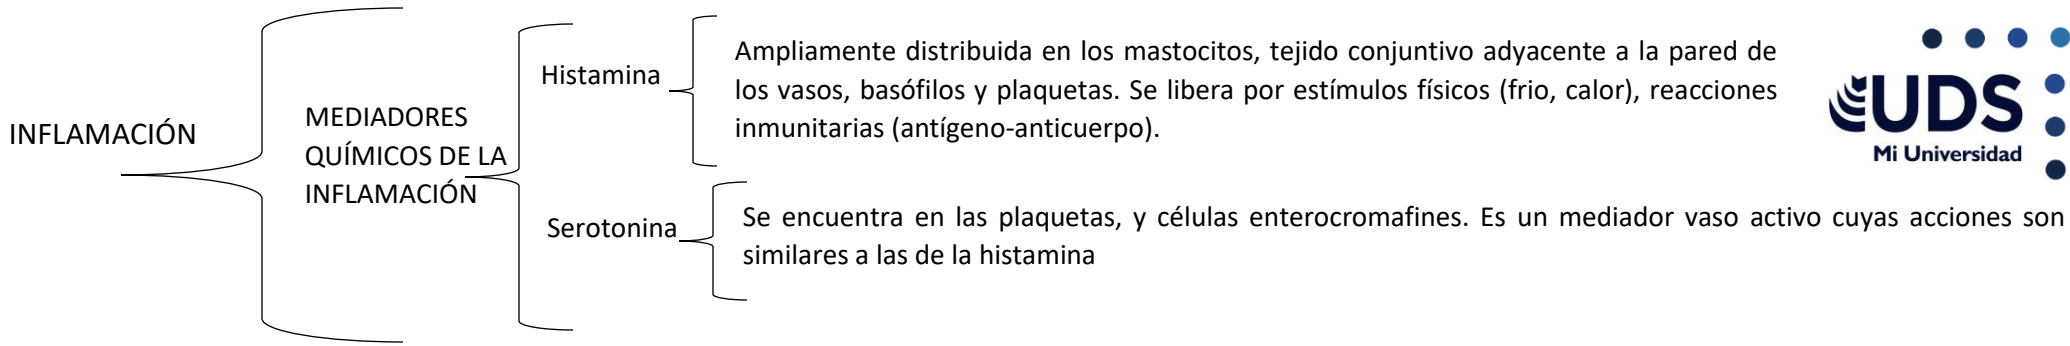 INFLAMACIÓN
MEDIADORES
QUÍMICOS DE LA
INFLAMACIÓN
Histamina
Ampliamente distribuida en los mastocitos, tejido conjuntivo adyacente a la pared de
los vasos, basófilos y plaquetas. Se libera por estímulos físicos (frio, calor), reacciones
inmunitarias (antígeno-anticuerpo).
Serotonina
Se encuentra en las plaquetas, y células enterocromafines. Es un mediador vaso activo cuyas acciones son
similares a las de la histamina
UDS
Mi Universidad